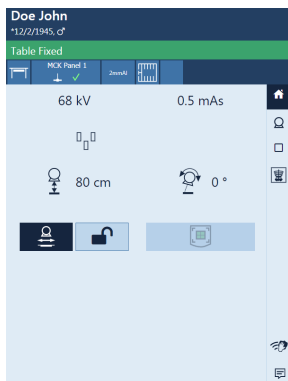 Doe John
*12/2/1945, ♂
Table Fixed
MCK Panel 1
2mmAl
68 kV
0.5 mAs
80 cm
0 °